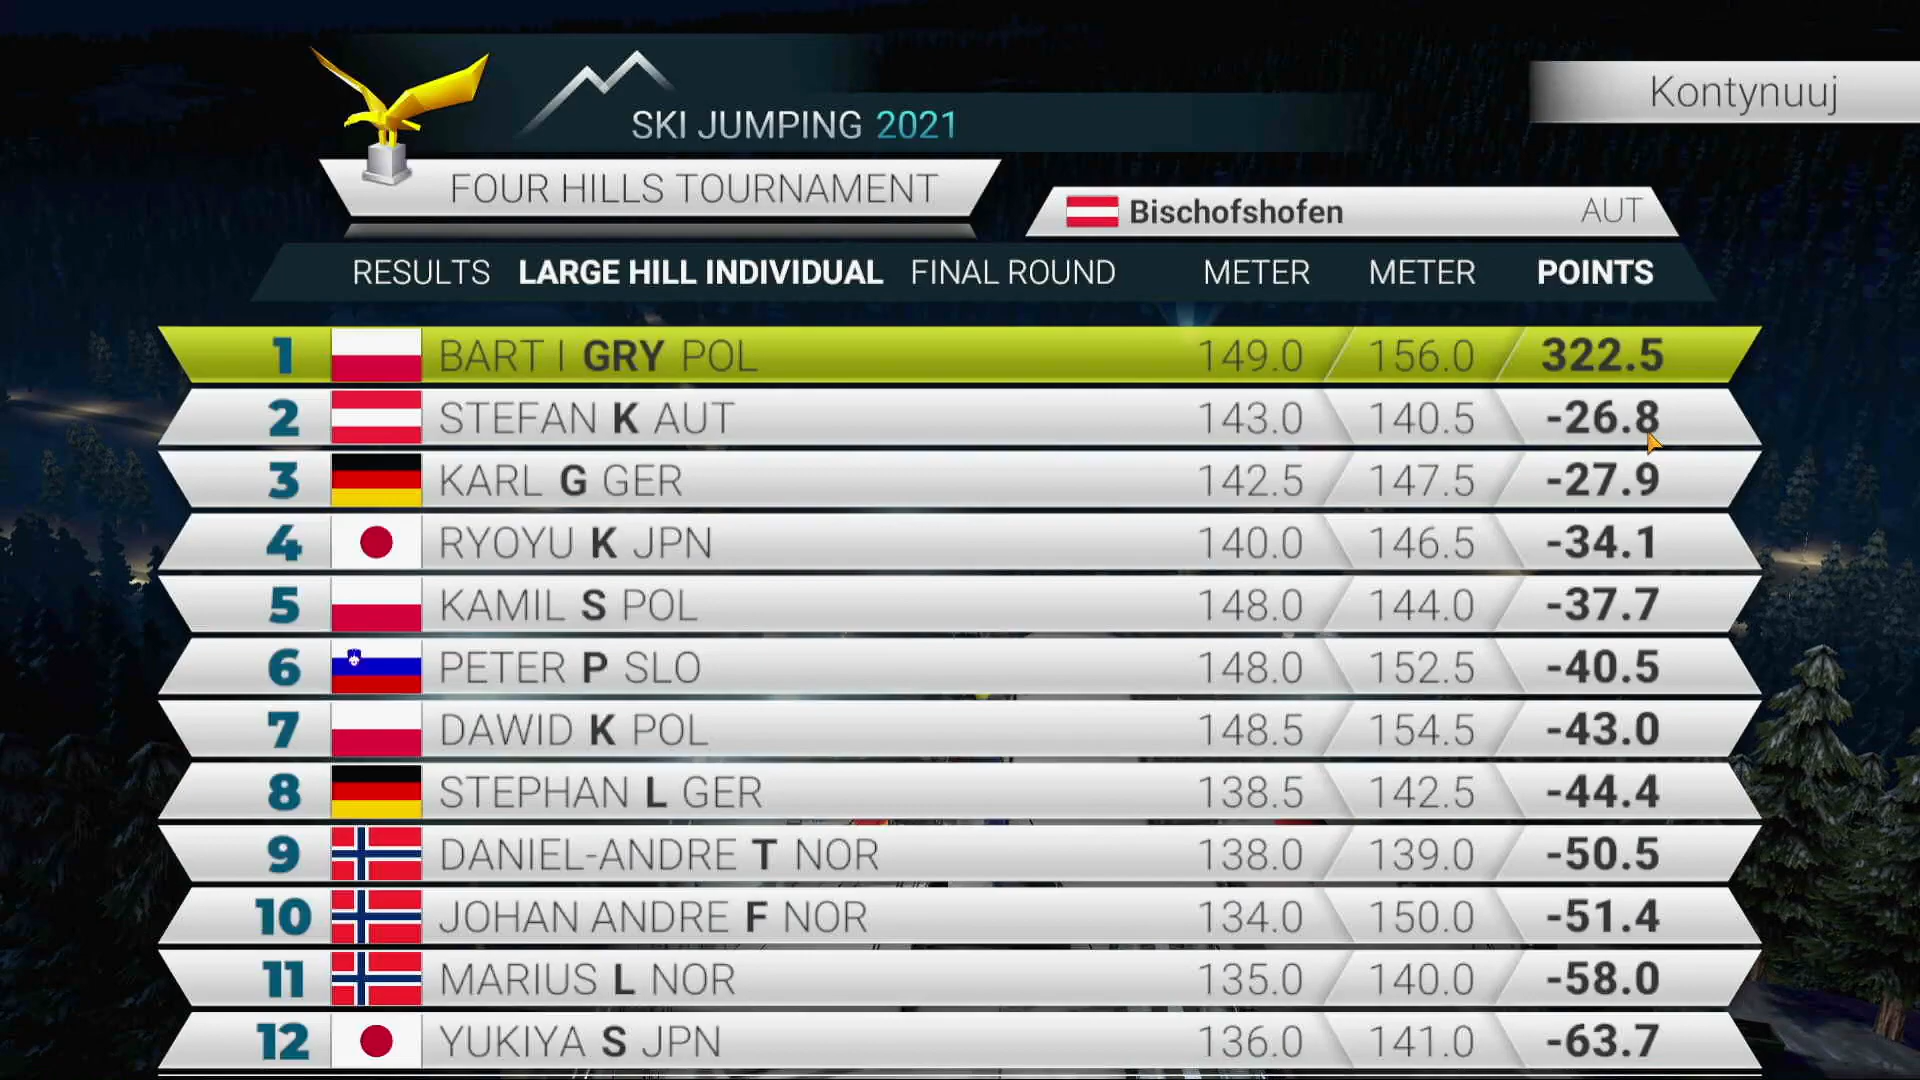 SKI JUMPING 2021
Kontynuuj
FOUR HILLS TOURNAMENT
Bischofshofen AUT
RESULTS LARGE HILL INDIVIDUAL FINAL ROUND METER METER POINTS
1 BART I GRY POL 149.0 156.0 322.5
2 STEFAN K AUT 143.0 140.5 -26.8
3 KARL G GER 142.5 147.5 -27.9
4 RYOYU K JPN 140.0 146.5 -34.1
5 KAMIL S POL 148.0 144.0 -37.7
6 PETER P SLO 148.0 152.5 -40.5
7 DAWID K POL 148.5 154.5 -43.0
8 STEPHAN L GER 138.5 142.5 -44.4
9 DANIEL-ANDRE T NOR 138.0 139.0 -50.5
10 JOHAN ANDRE F NOR 134.0 150.0 -51.4
11 MARIUS L NOR 135.0 140.0 -58.0
12 YUKIYA S JPN 136.0 141.0 -63.7